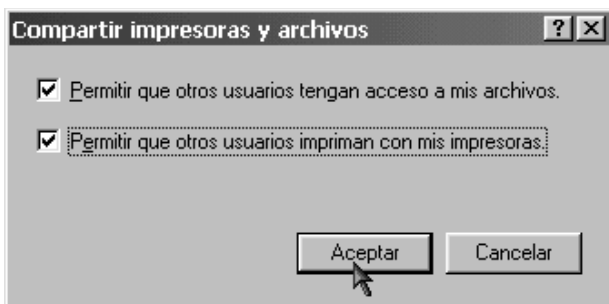 Compartir impresoras y archivos
Permitir que otros usuarios tengan acceso a mis archivos.
Permitir que otros usuarios impriman con mis impresoras.
Aceptar Cancelar